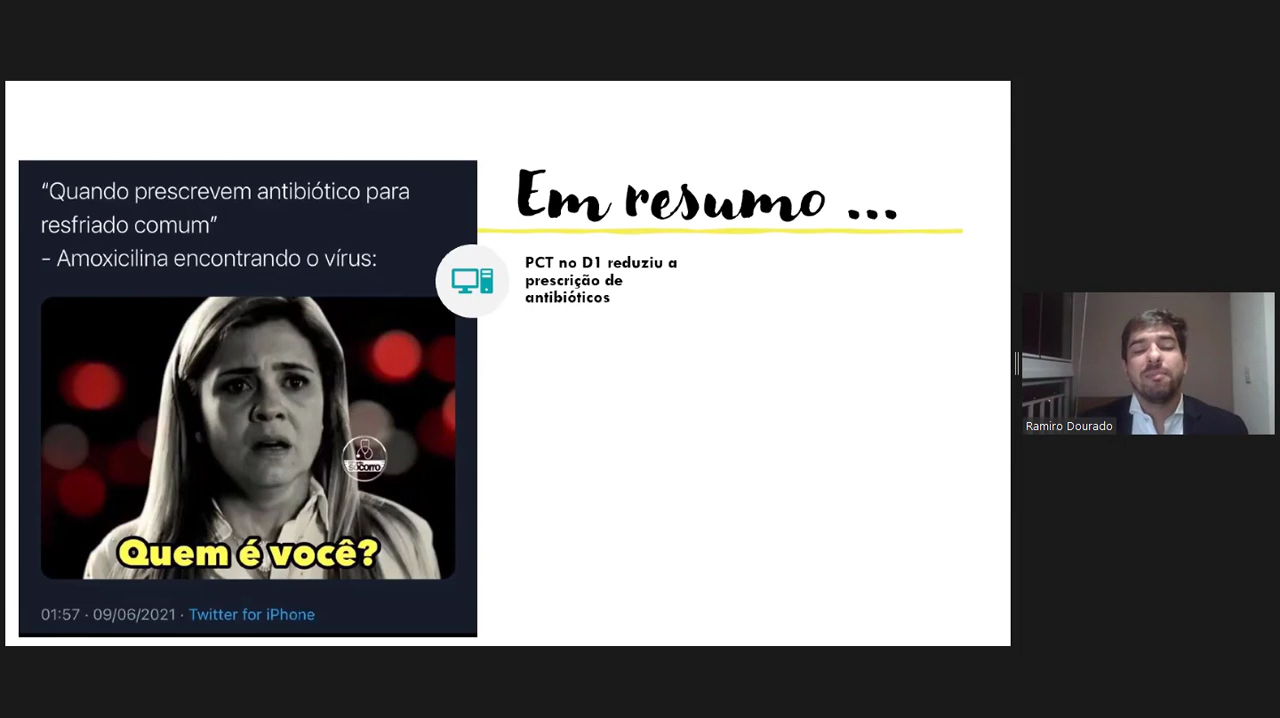 “Quando prescrevem antibiótico para
resfriado comum”
- Amoxicilina encontrando o vírus:
Quem é você?
01:57 · 09/06/2021 · Twitter for iPhone
Em resumo ...
PCT no D1 reduziu a
prescrição de
antibióticos
Ramiro Dourado